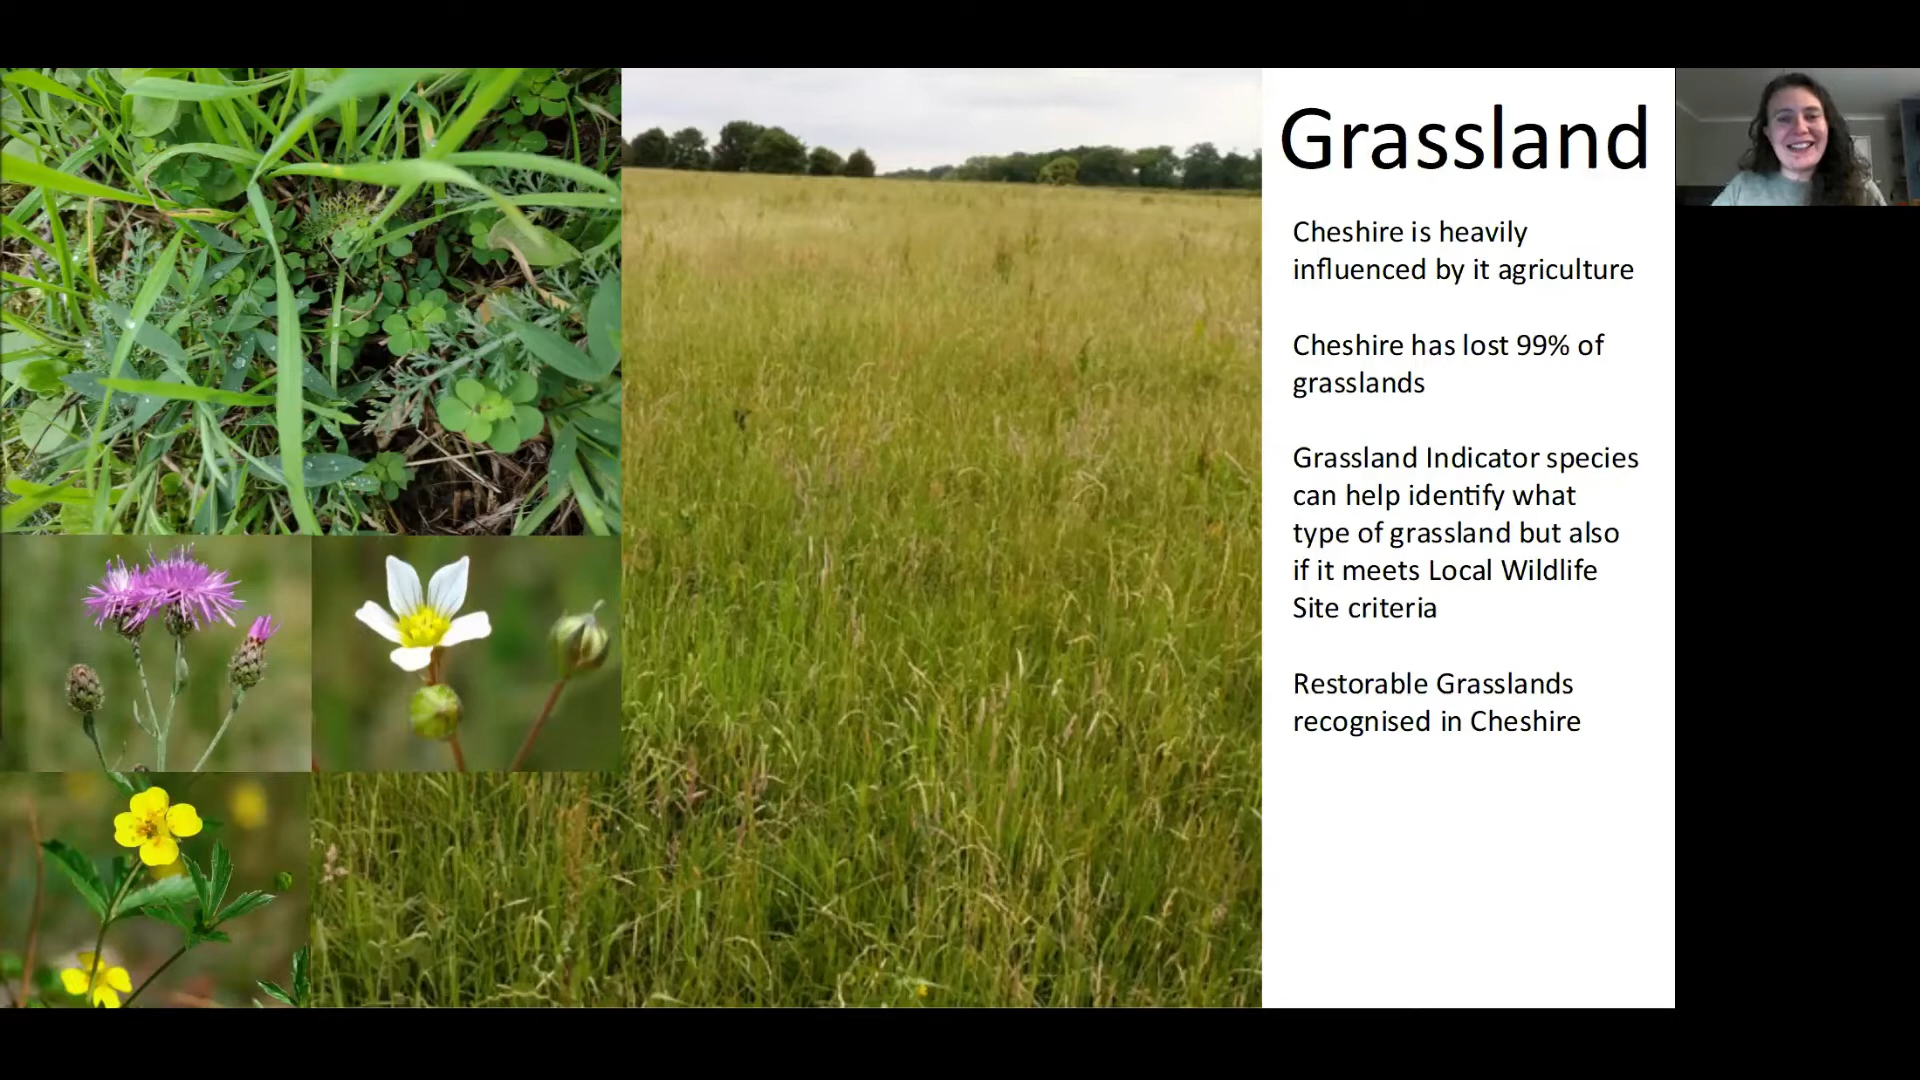 Grassland
Cheshire is heavily
influenced by it agriculture
Cheshire has lost 99% of
grasslands
Grassland Indicator species
can help identify what
type of grassland but also
if it meets Local Wildlife
Site criteria
Restorable Grasslands
recognised in Cheshire